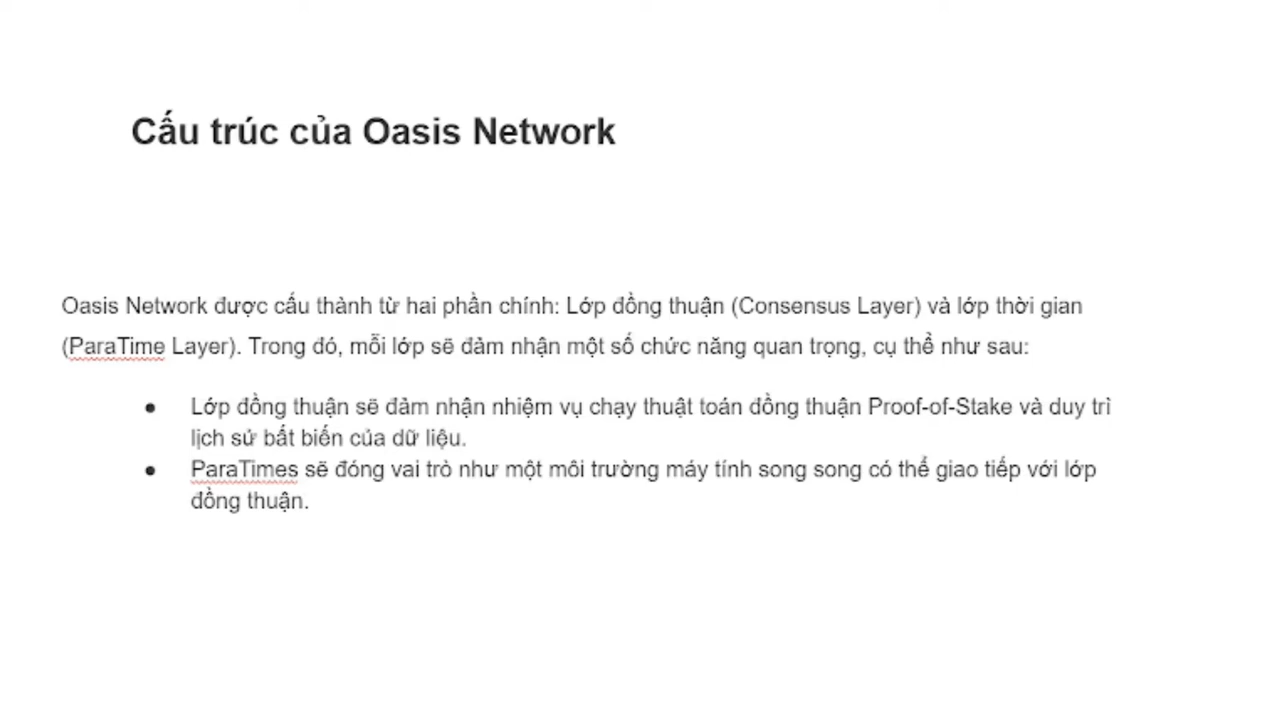 Cấu trúc của Oasis Network
Oasis Network được cấu thành từ hai phần chính: Lớp đồng thuận (Consensus Layer) và lớp thời gian
(ParaTime Layer). Trong đó, mỗi lớp sẽ đảm nhận một số chức năng quan trọng, cụ thể như sau:
● Lớp đồng thuận sẽ đảm nhận nhiệm vụ chạy thuật toán đồng thuận Proof-of-Stake và duy trì
lịch sử bất biến của dữ liệu.
● ParaTimes sẽ đóng vai trò như một môi trường máy tính song song có thể giao tiếp với lớp
đồng thuận.